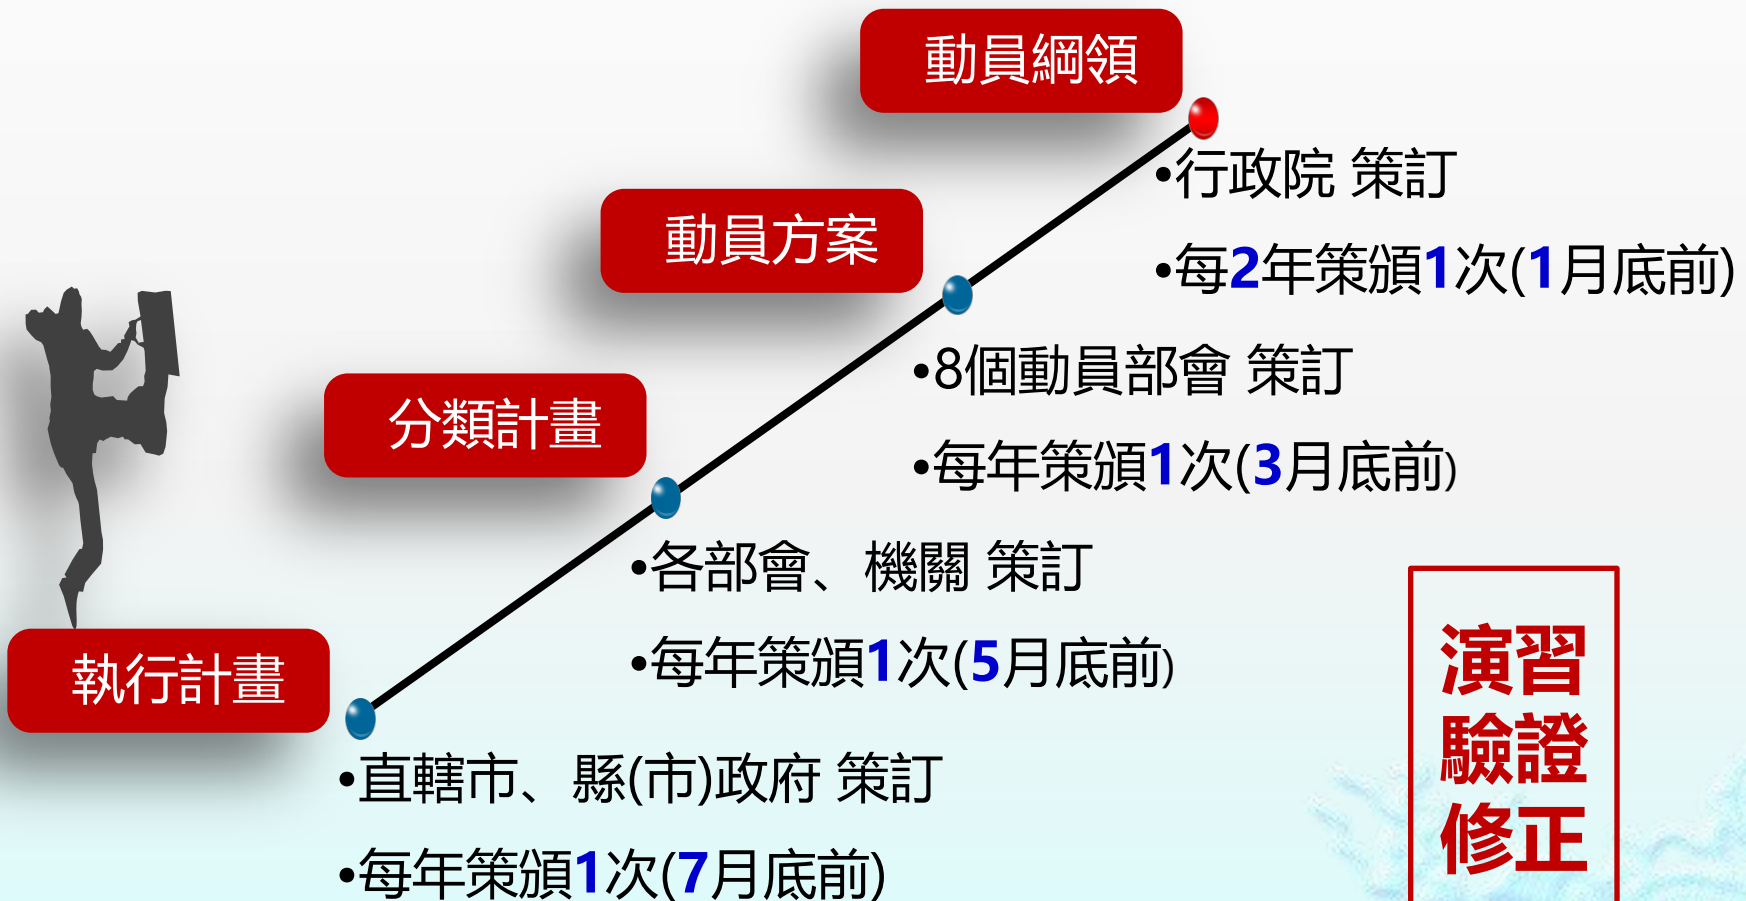 動員綱領
•行政院 策訂
•每2年策頒1次(1月底前)
動員方案
•8個動員部會 策訂
•每年策頒1次(3月底前)
分類計畫
•各部會、機關 策訂
•每年策頒1次(5月底前)
執行計畫
•直轄市、縣(市)政府 策訂
•每年策頒1次(7月底前)
演習
驗證
修正